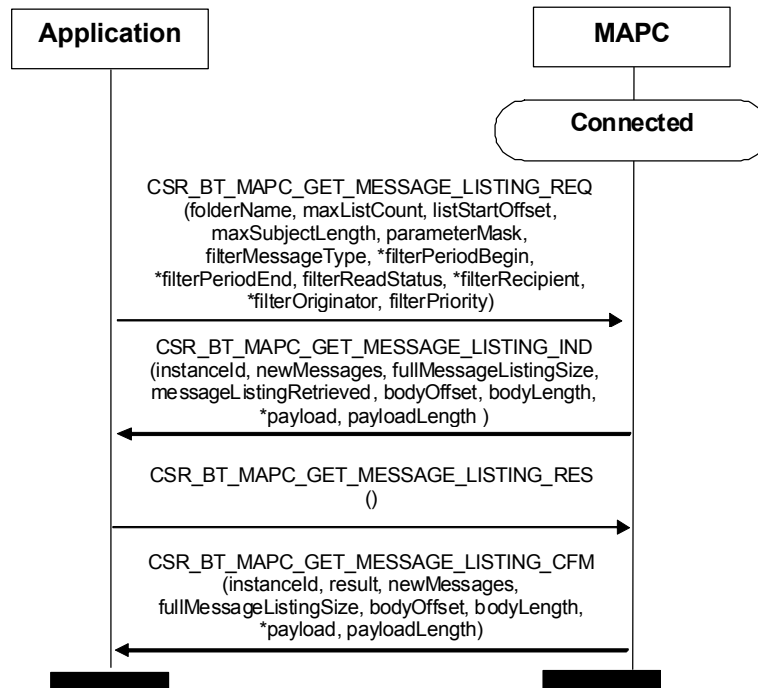 Application
MAPC
Connected
CSR_BT_MAPC_GET_MESSAGE_LISTING_REQ
(folderName, maxListCount, listStartOffset,
maxSubjectLength, parameterMask,
filterMessageType, *filterPeriodBegin,
*filterPeriodEnd, filterReadStatus, *filterRecipient,
*filterOriginator, filterPriority)
CSR_BT_MAPC_GET_MESSAGE_LISTING_IND
(instanceId, newMessages, fullMessageListingSize,
messageListingRetrieved, bodyOffset, bodyLength,
*payload, payloadLength )
CSR_BT_MAPC_GET_MESSAGE_LISTING_RES
()
CSR_BT_MAPC_GET_MESSAGE_LISTING_CFM
(instanceId, result, newMessages,
fullMessageListingSize, bodyOffset, bodyLength,
*payload, payloadLength)